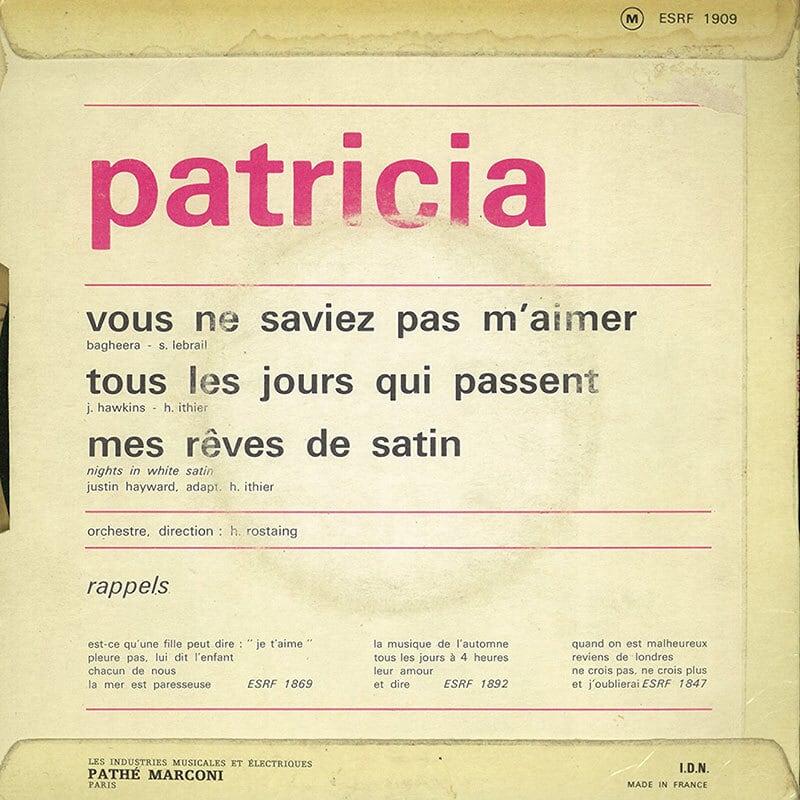 M ESRF 1909
patricia
vous ne saviez pas m'aimer
bagheera - s. lebrail
tous les jours qui passent
j. hawkins - h. ithier
mes rêves de satin
nights in white satin
justin hayward, adapt. h. ithier
orchestre, direction : h. rostaing
rappels
est-ce qu'une fille peut dire : " je t'aime "
pleure pas, lui dit l'enfant
chacun de nous
la mer est paresseuse ESRF 1869
la musique de l'automne
tous les jours à 4 heures
leur amour
et dire ESRF 1892
quand on est malheureux
reviens de londres
ne crois pas, ne crois plus
et j'oublierai ESRF 1847
LES INDUSTRIES MUSICALES ET ÉLECTRIQUES
PATHÉ MARCONI
PARIS
I.D.N.
MADE IN FRANCE